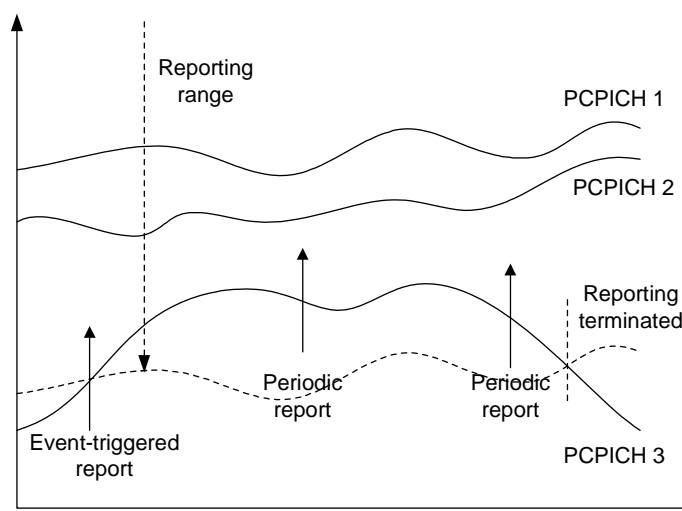 Reporting
range
PCPICH 1
PCPICH 2
Reporting
terminated
Periodic
report
Periodic
report
Event-triggered
report
PCPICH 3